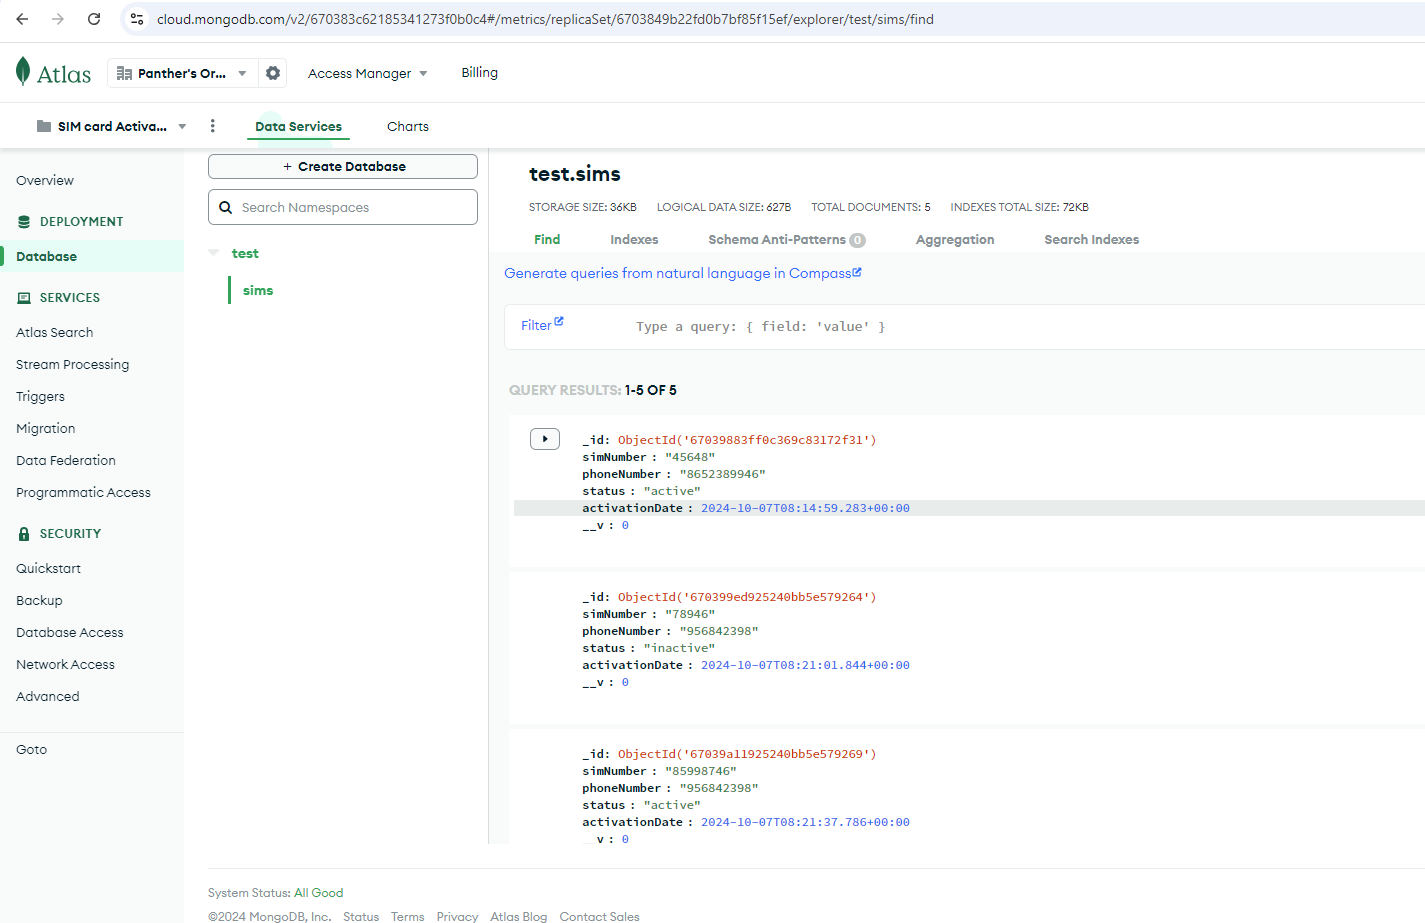 cloud.mongodb.com/v2/670383c62185341273f0b0c4#/metrics/replicaSet/6703849b22fd0b7bf85f15ef/explorer/test/sims/find
Atlas
Panther's Or...
Access Manager
Billing
SIM card Activa...
Data Services
Charts
Overview
DEPLOYMENT
Database
SERVICES
Atlas Search
Stream Processing
Triggers
Migration
Data Federation
Programmatic Access
SECURITY
Quickstart
Backup
Database Access
Network Access
Advanced
Goto
+ Create Database
Search Namespaces
test
sims
test.sims
STORAGE SIZE: 36KB LOGICAL DATA SIZE: 627B TOTAL DOCUMENTS: 5 INDEXES TOTAL SIZE: 72KB
Find Indexes Schema Anti-Patterns 0 Aggregation Search Indexes
Generate queries from natural language in Compass
Filter Type a query: { field: 'value' }
QUERY RESULTS: 1-5 OF 5
_id: ObjectId('67039883ff0c369c83172f31')
simNumber : "45648"
phoneNumber : "8652389946"
status : "active"
activationDate : 2024-10-07T08:14:59.283+00:00
__v : 0
_id: ObjectId('670399ed925240bb5e579264')
simNumber : "78946"
phoneNumber : "956842398"
status : "inactive"
activationDate : 2024-10-07T08:21:01.844+00:00
__v : 0
_id: ObjectId('67039a11925240bb5e579269')
simNumber : "85998746"
phoneNumber : "956842398"
status : "active"
activationDate : 2024-10-07T08:21:37.786+00:00
__v : 0
System Status: All Good
©2024 MongoDB, Inc. Status Terms Privacy Atlas Blog Contact Sales